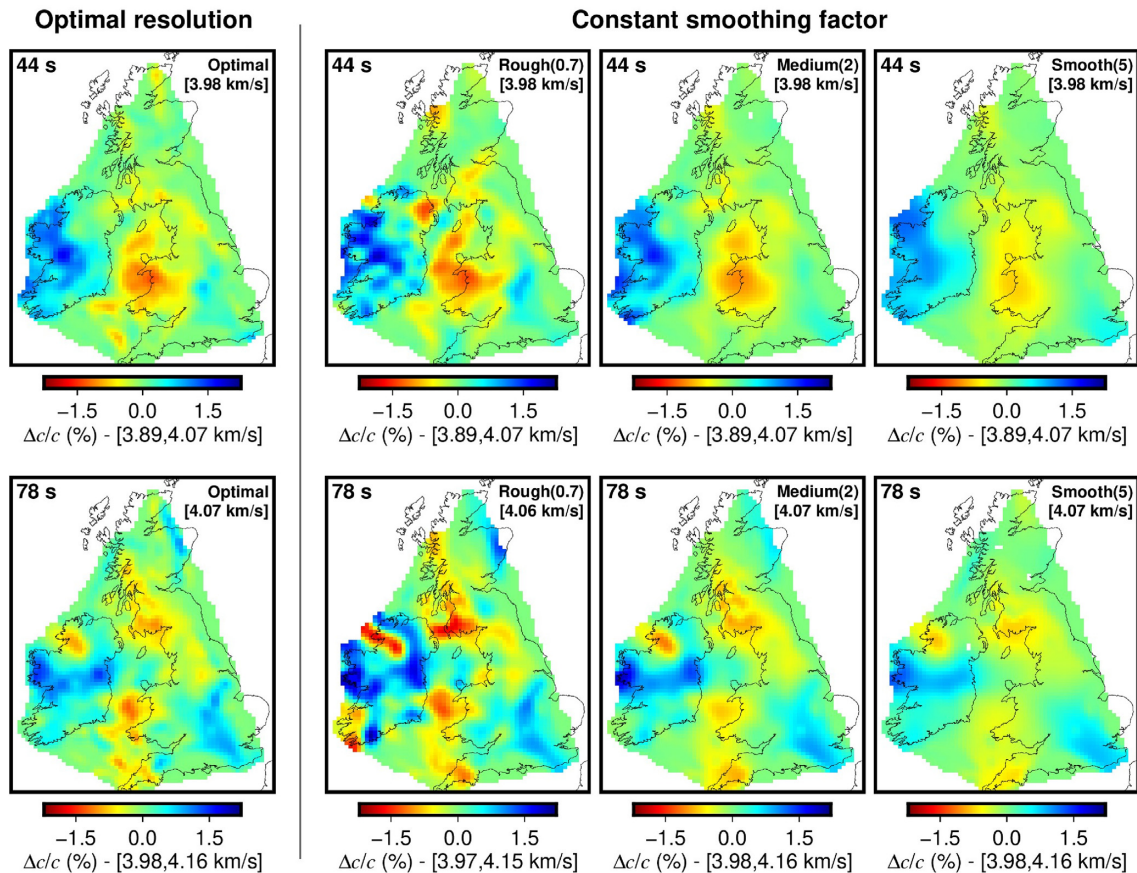 Optimal resolution
Constant smoothing factor
44 s
Optimal
[3.98 km/s]
44 s
Rough(0.7)
[3.98 km/s]
44 s
Medium(2)
[3.98 km/s]
44 s
Smooth(5)
[3.98 km/s]
−1.5 0.0 1.5
Δc/c (%) - [3.89,4.07 km/s]
−1.5 0.0 1.5
Δc/c (%) - [3.89,4.07 km/s]
−1.5 0.0 1.5
Δc/c (%) - [3.89,4.07 km/s]
−1.5 0.0 1.5
Δc/c (%) - [3.89,4.07 km/s]
78 s
Optimal
[4.07 km/s]
78 s
Rough(0.7)
[4.06 km/s]
78 s
Medium(2)
[4.07 km/s]
78 s
Smooth(5)
[4.07 km/s]
−1.5 0.0 1.5
Δc/c (%) - [3.98,4.16 km/s]
−1.5 0.0 1.5
Δc/c (%) - [3.97,4.15 km/s]
−1.5 0.0 1.5
Δc/c (%) - [3.98,4.16 km/s]
−1.5 0.0 1.5
Δc/c (%) - [3.98,4.16 km/s]